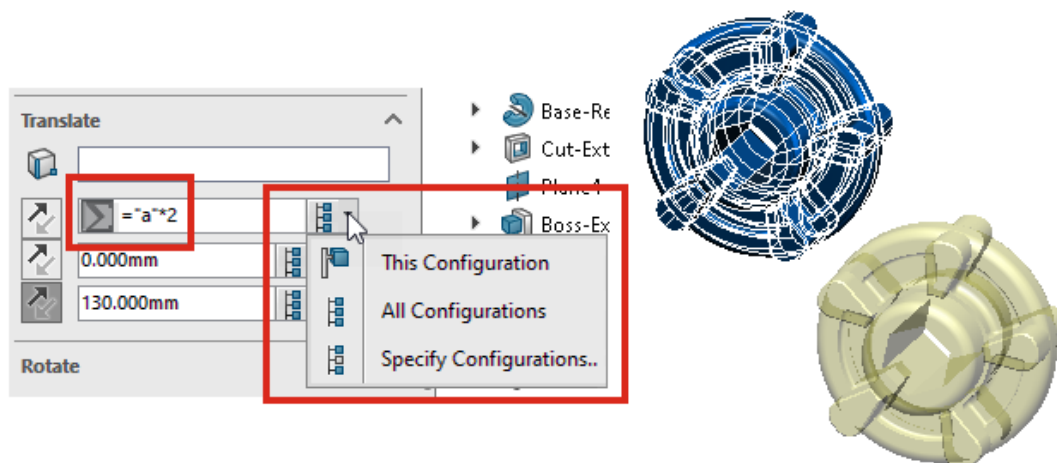 Translate
="a"*2
0.000mm
130.000mm
Rotate
This Configuration
All Configurations
Specify Configurations..
Base-Re
Cut-Ext
Plane4
Boss-Ex